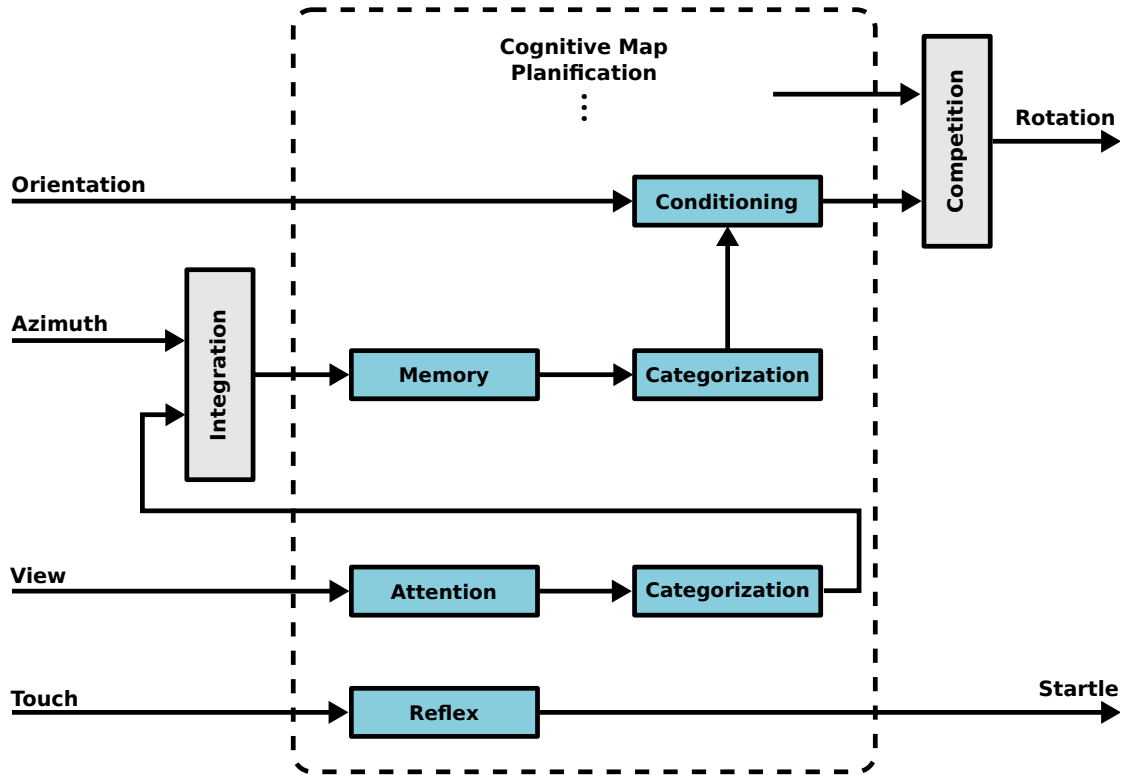 Cognitive Map
Planification
⋮
Competition
Rotation
Orientation
Conditioning
Azimuth
Integration
Memory
Categorization
View
Attention
Categorization
Touch
Reflex
Startle